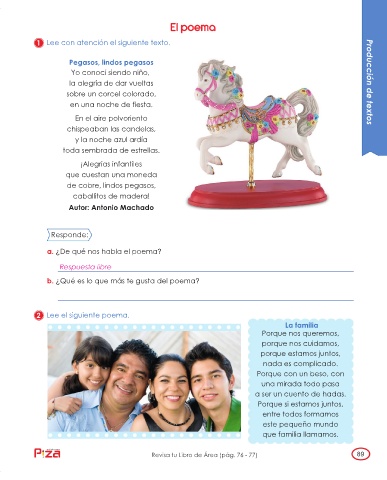 El poema
1 Lee con atención el siguiente texto.
Pegasos, lindos pegasos
Yo conocí siendo niño,
la alegría de dar vueltas
sobre un corcel colorado,
en una noche de fiesta.
En el aire polvoriento
chispeaban las candelas,
y la noche azul ardía
toda sembrada de estrellas.
¡Alegrías infantiles
que cuestan una moneda
de cobre, lindos pegasos,
caballitos de madera!
Autor: Antonio Machado
Producción de textos
Responde:
a. ¿De qué nos habla el poema?
Respuesta libre
b. ¿Qué es lo que más te gusta del poema?
2 Lee el siguiente poema.
La familia
Porque nos queremos,
porque nos cuidamos,
porque estamos juntos,
nada es complicado.
Porque con un beso, con
una mirada todo pasa
a ser un cuento de hadas.
Porque si estamos juntos,
entre todos formamos
este pequeño mundo
que familia llamamos.
Pza
Revisa tu Libro de Área (pág. 76 - 77)
89